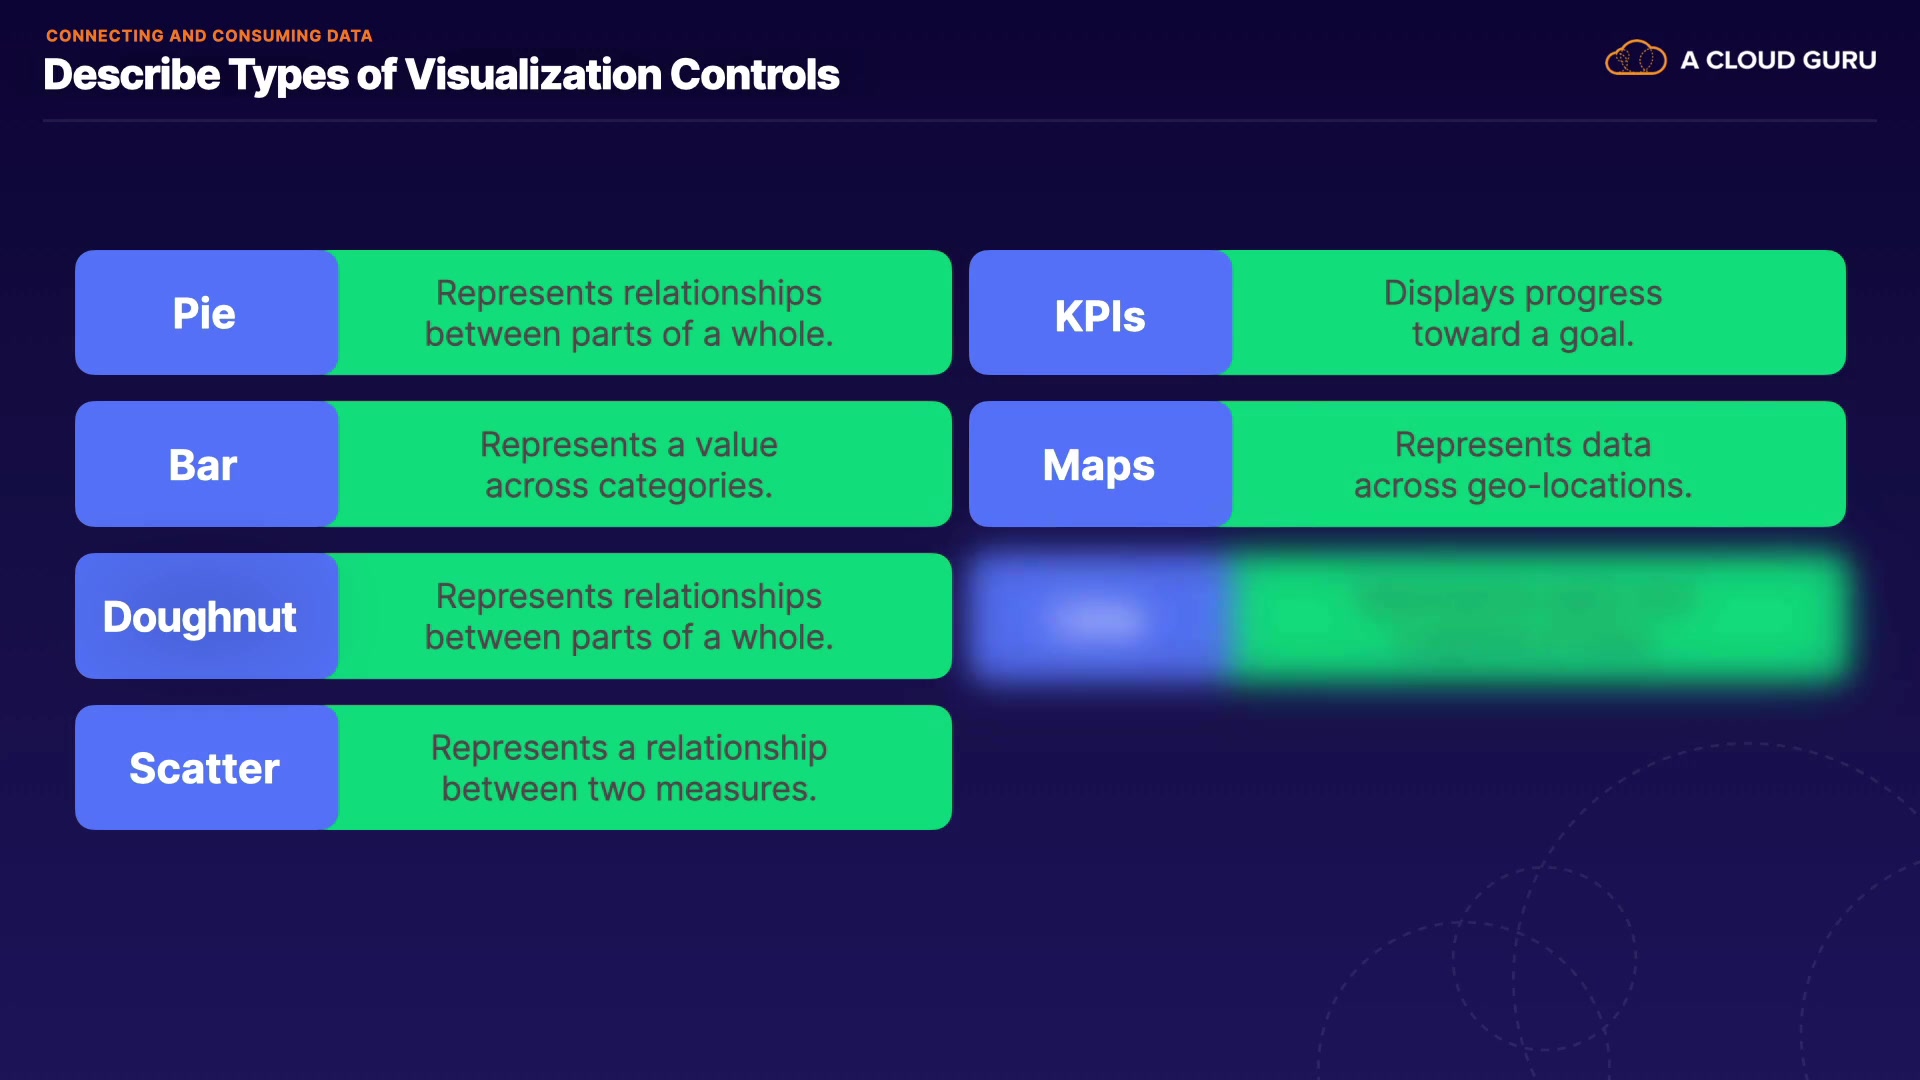 CONNECTING AND CONSUMING DATA
Describe Types of Visualization Controls
A CLOUD GURU
Pie
Represents relationships
between parts of a whole.
Bar
Represents a value
across categories.
Doughnut
Represents relationships
between parts of a whole.
Scatter
Represents a relationship
between two measures.
KPIs
Displays progress
toward a goal.
Maps
Represents data
across geo-locations.